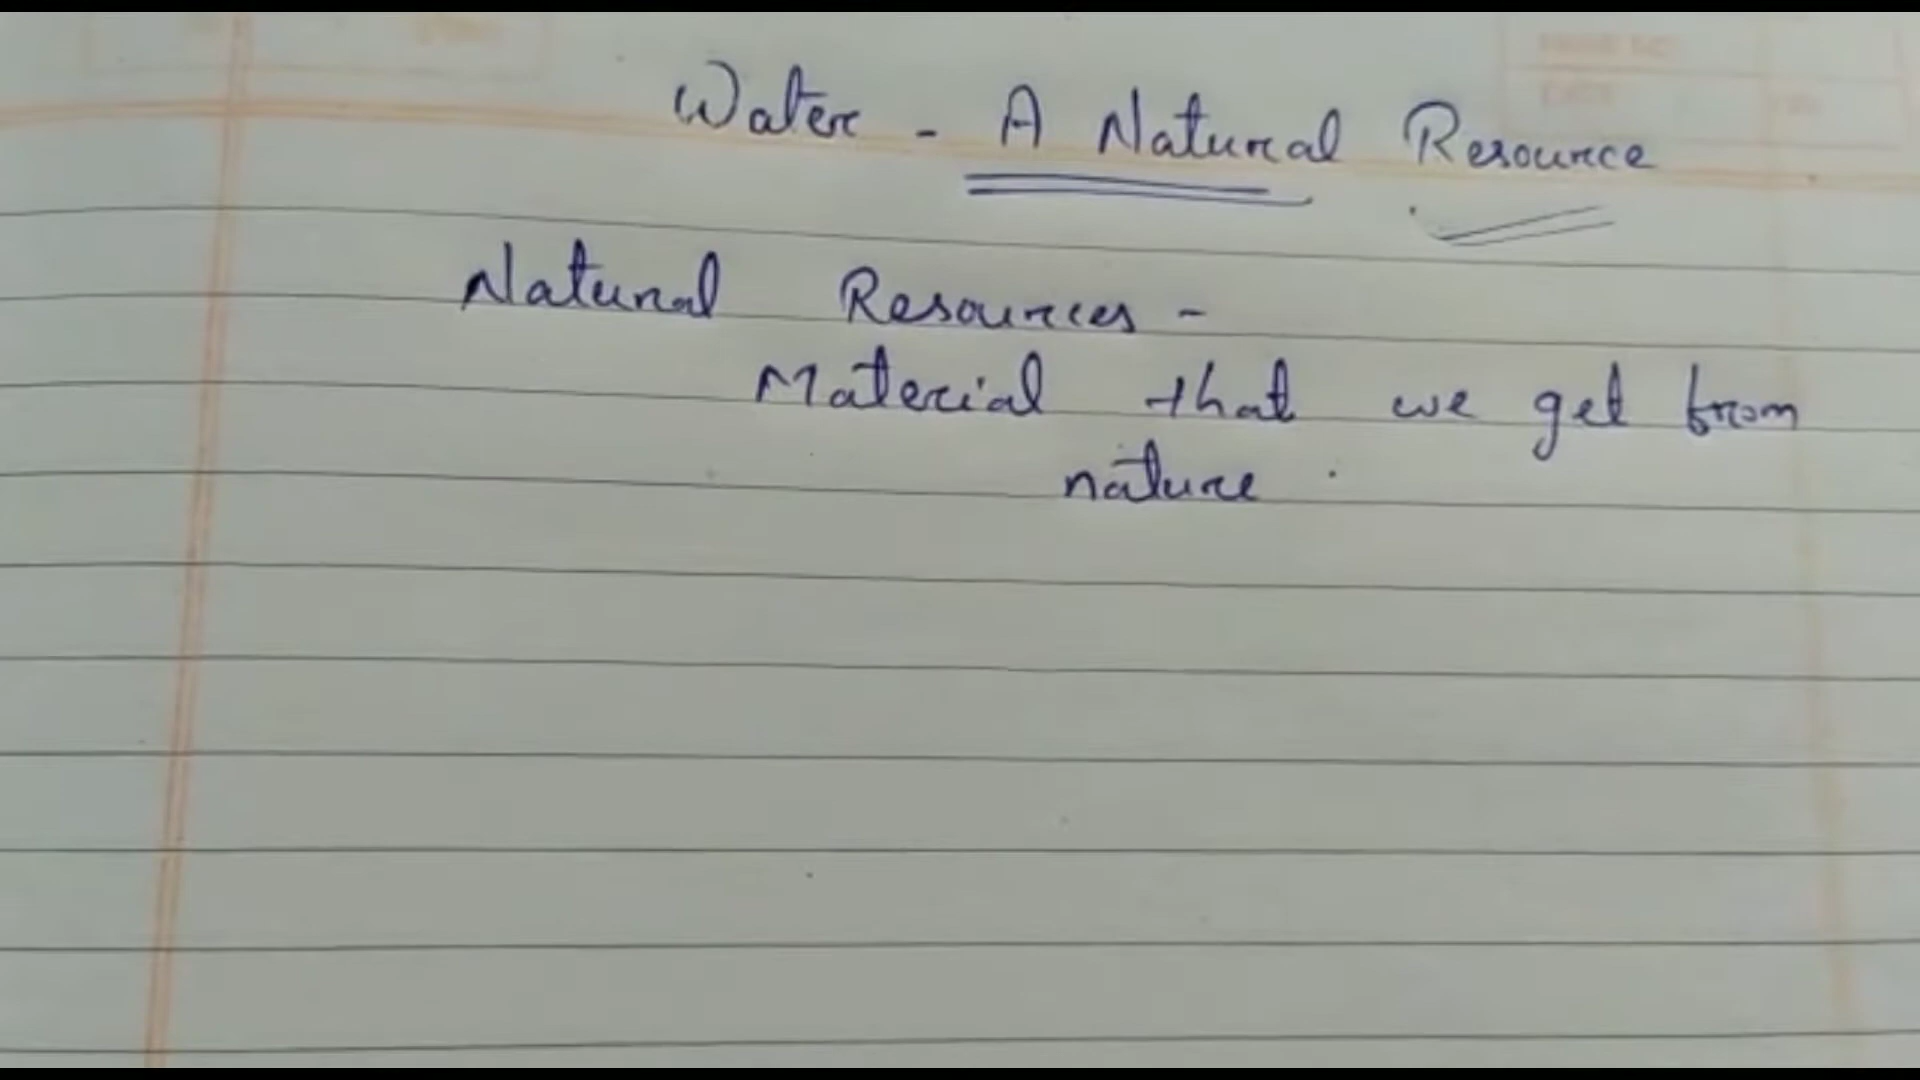 Water - A Natural Resource
Natural Resources -
Material that we get from
nature .